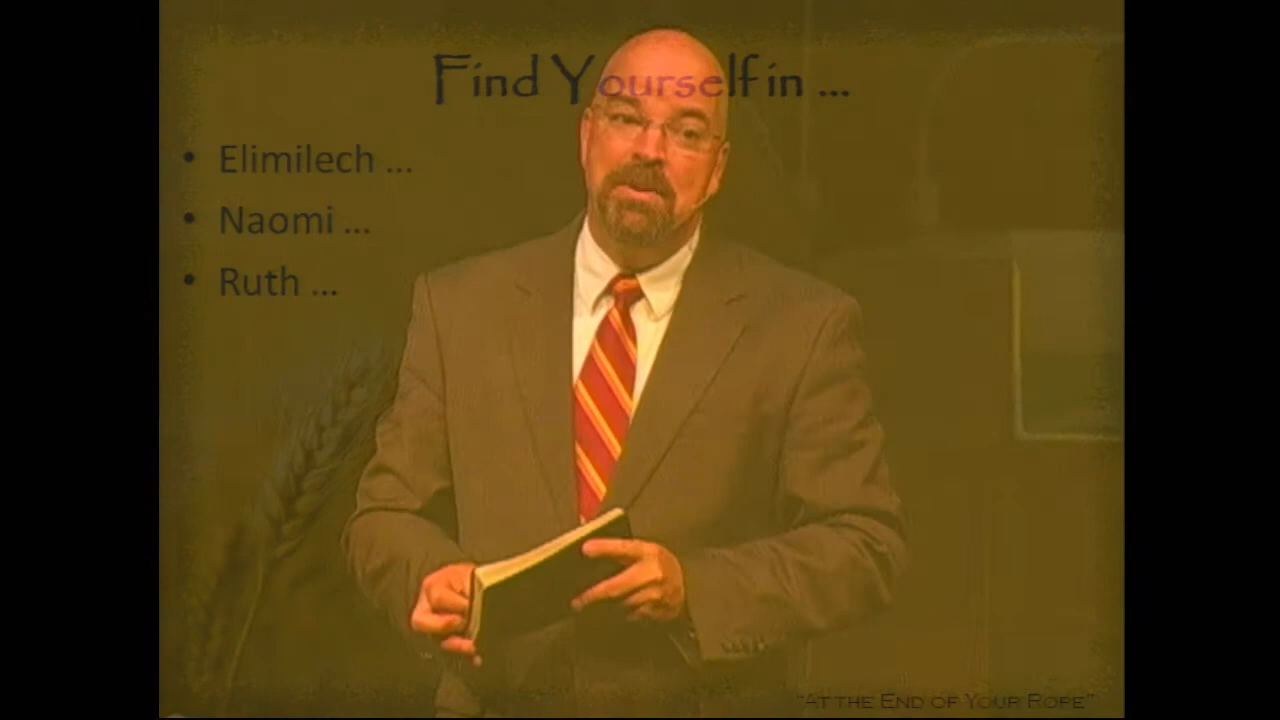 Find Yourself in ...
• Elimilech ...
• Naomi ...
• Ruth ...
"At the End of Your Rope"